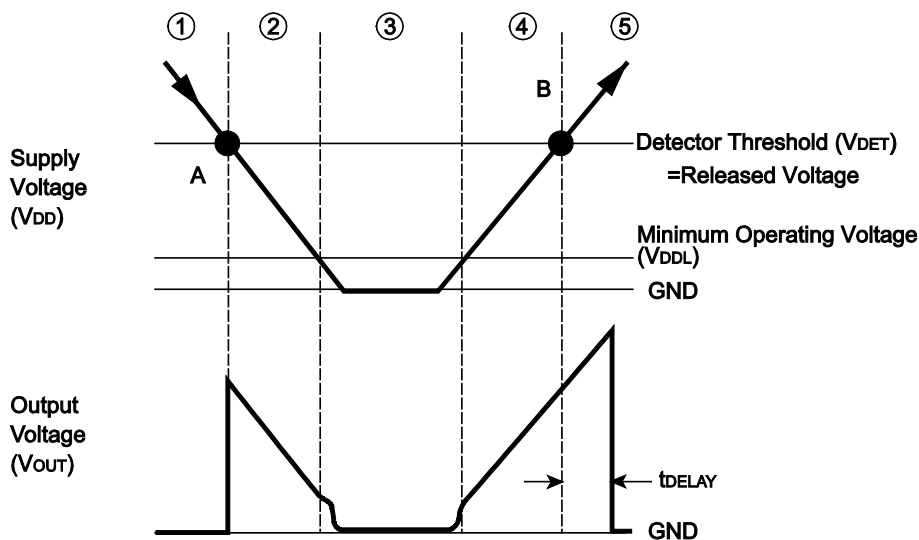 ① ② ③ ④ ⑤
B
Detector Threshold (VDET)
=Released Voltage
A
Supply
Voltage
(VDD)
Minimum Operating Voltage
(VDDL)
GND
Output
Voltage
(VOUT)
tDELAY
GND